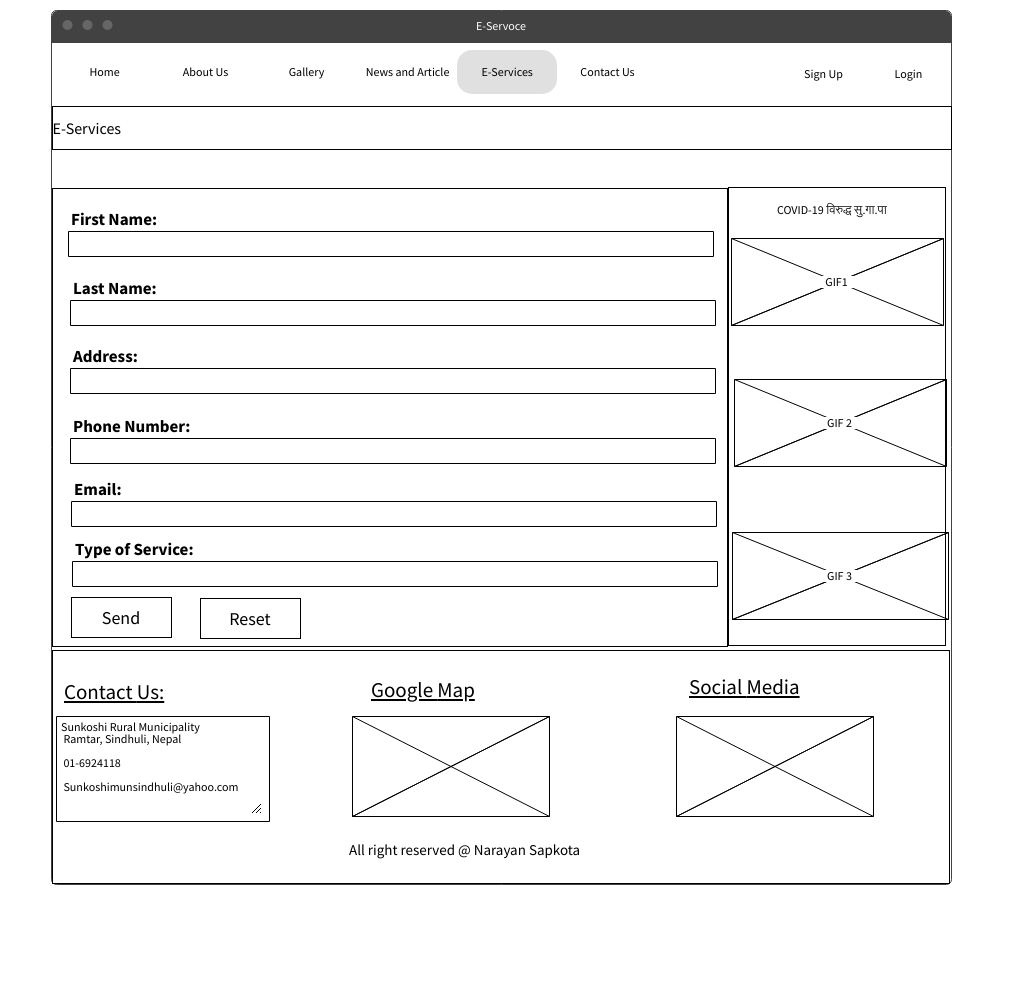 E-Servoce
Home About Us Gallery News and Article E-Services Contact Us Sign Up Login
E-Services
First Name:
Last Name:
Address:
Phone Number:
Email:
Type of Service:
Send Reset
COVID-19 विरुद्ध सु.गा.पा
GIF1
GIF 2
GIF 3
Contact Us:
Sunkoshi Rural Municipality
Ramtar, Sindhuli, Nepal
01-6924118
Sunkoshimunsindhuli@yahoo.com
Google Map
Social Media
All right reserved @ Narayan Sapkota